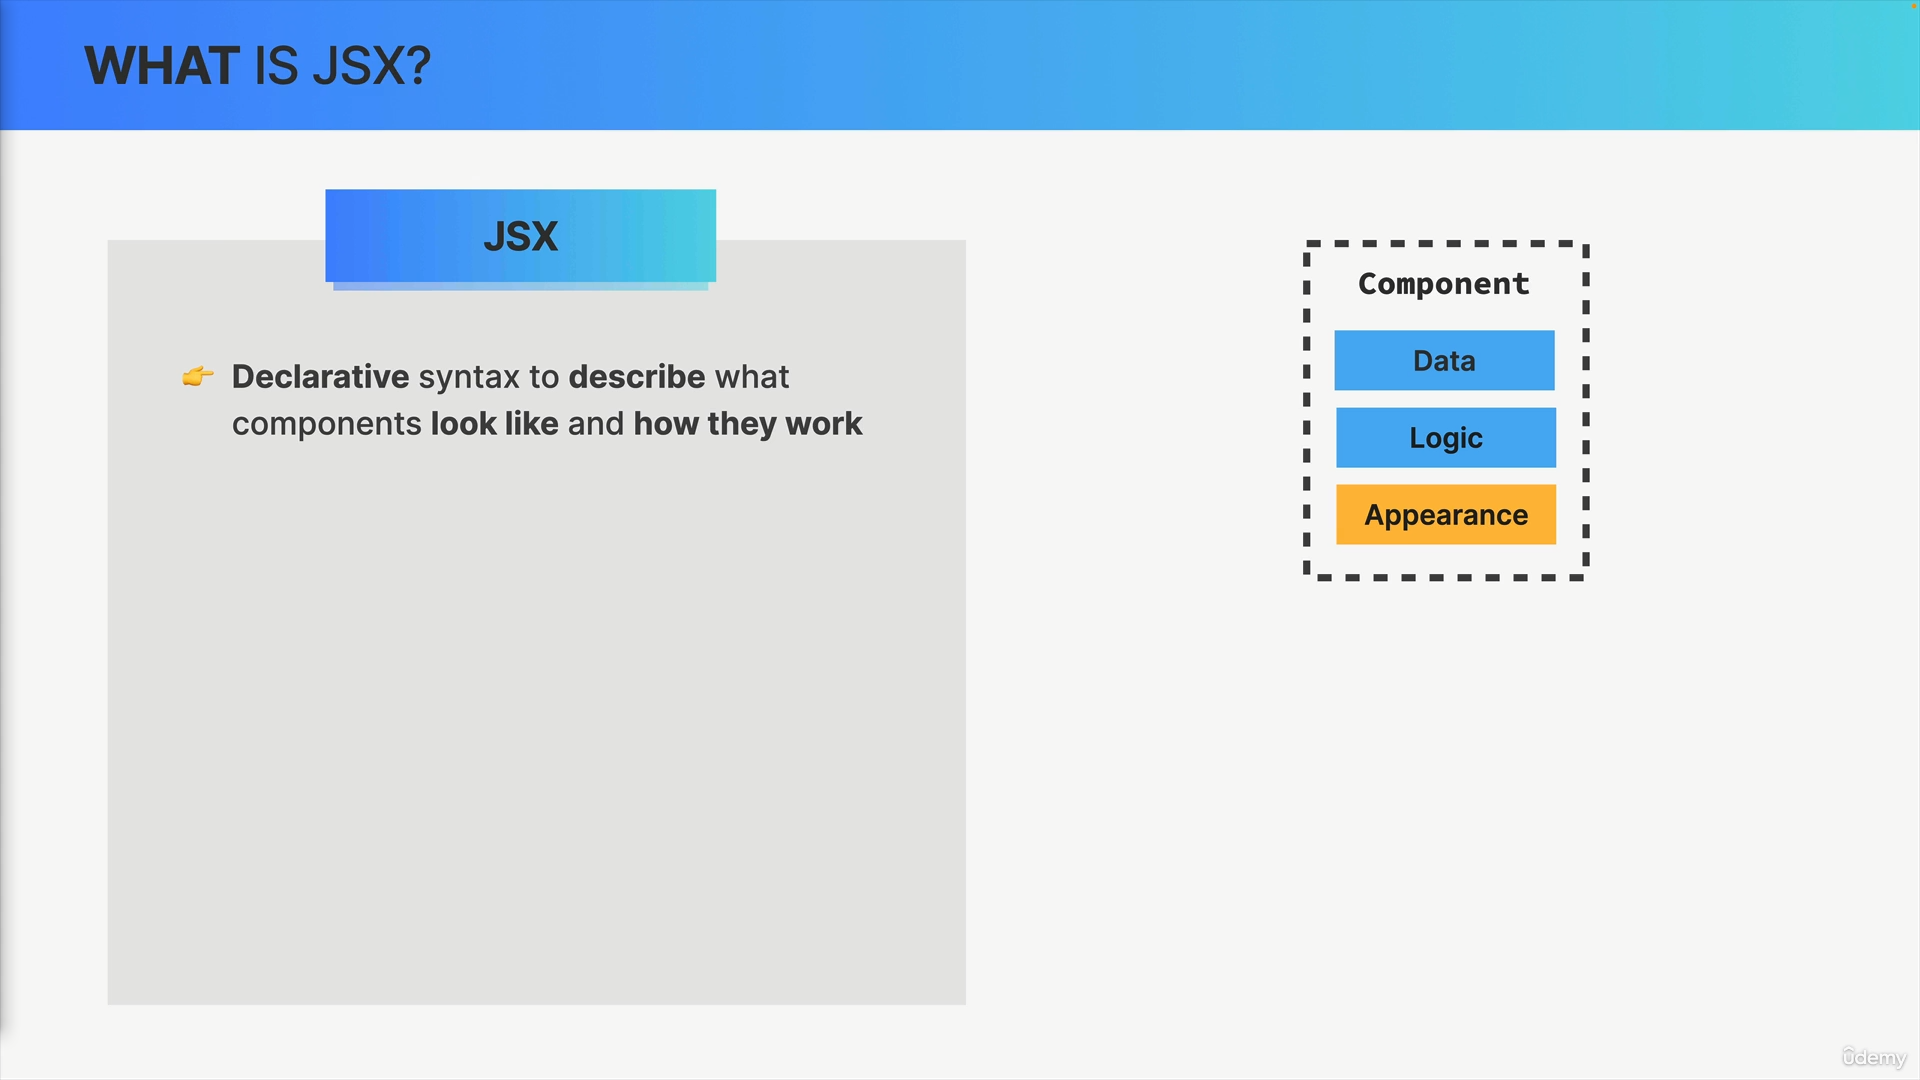 WHAT IS JSX?
JSX
👉 Declarative syntax to describe what
components look like and how they work
Component
Data
Logic
Appearance
ûdemy